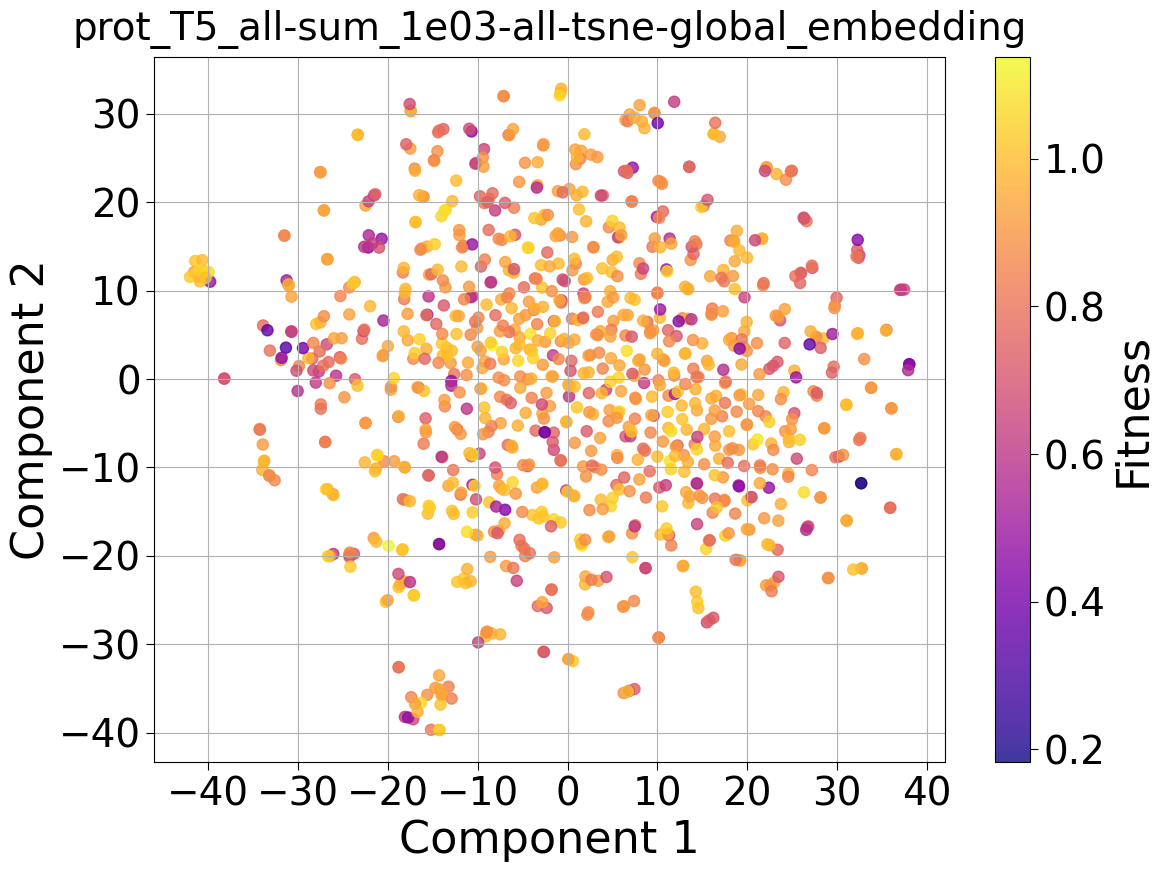 prot_T5_all-sum_1e03-all-tsne-global_embedding
Component 2
30
20
10
0
−10
−20
−30
−40
−40 −30 −20 −10 0 10 20 30 40
Component 1
1.0
0.8
0.6
0.4
0.2
Fitness